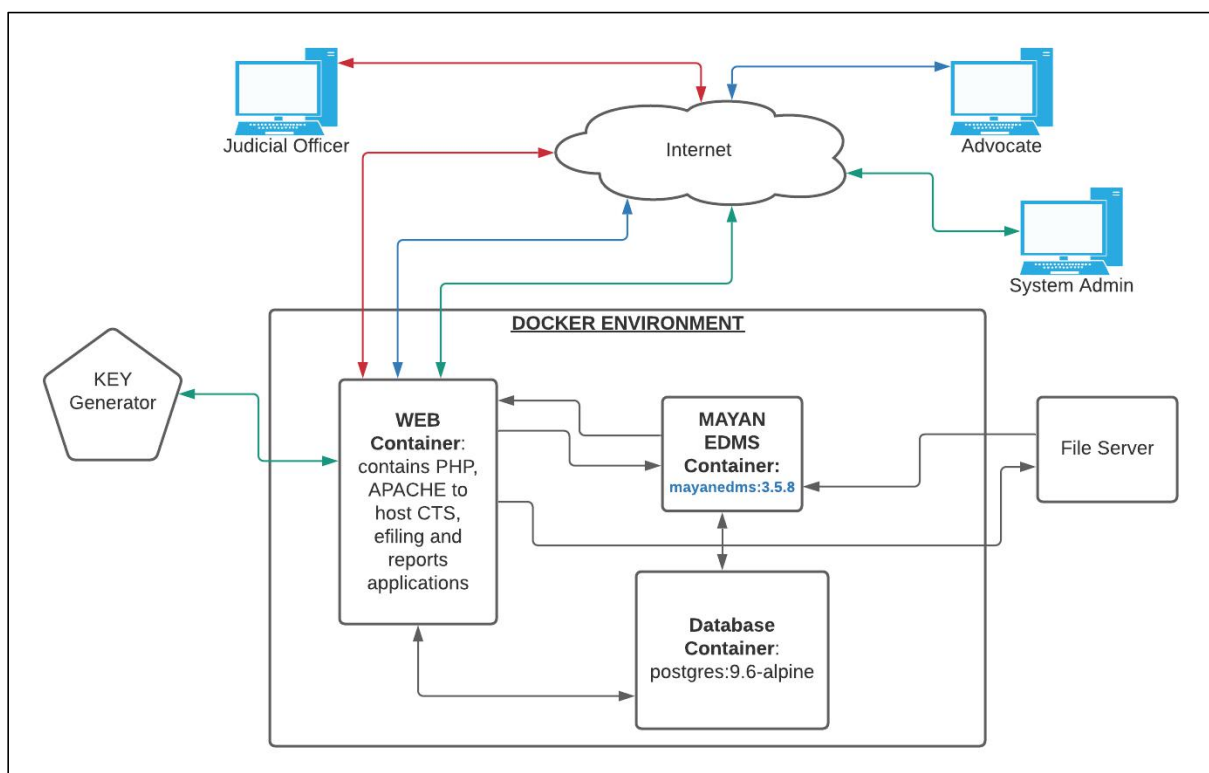 Judicial Officer
Internet
Advocate
System Admin
DOCKER ENVIRONMENT
KEY
Generator
WEB
Container:
contains PHP,
APACHE to
host CTS,
efiling and
reports
applications
MAYAN
EDMS
Container:
mayanedms:3.5.8
File Server
Database
Container:
postgres:9.6-alpine